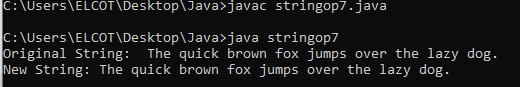 C:\Users\ELCOT\Desktop\Java>javac stringop7.java
C:\Users\ELCOT\Desktop\Java>java stringop7
Original String:  The quick brown fox jumps over the lazy dog.
New String: The quick brown fox jumps over the lazy dog.